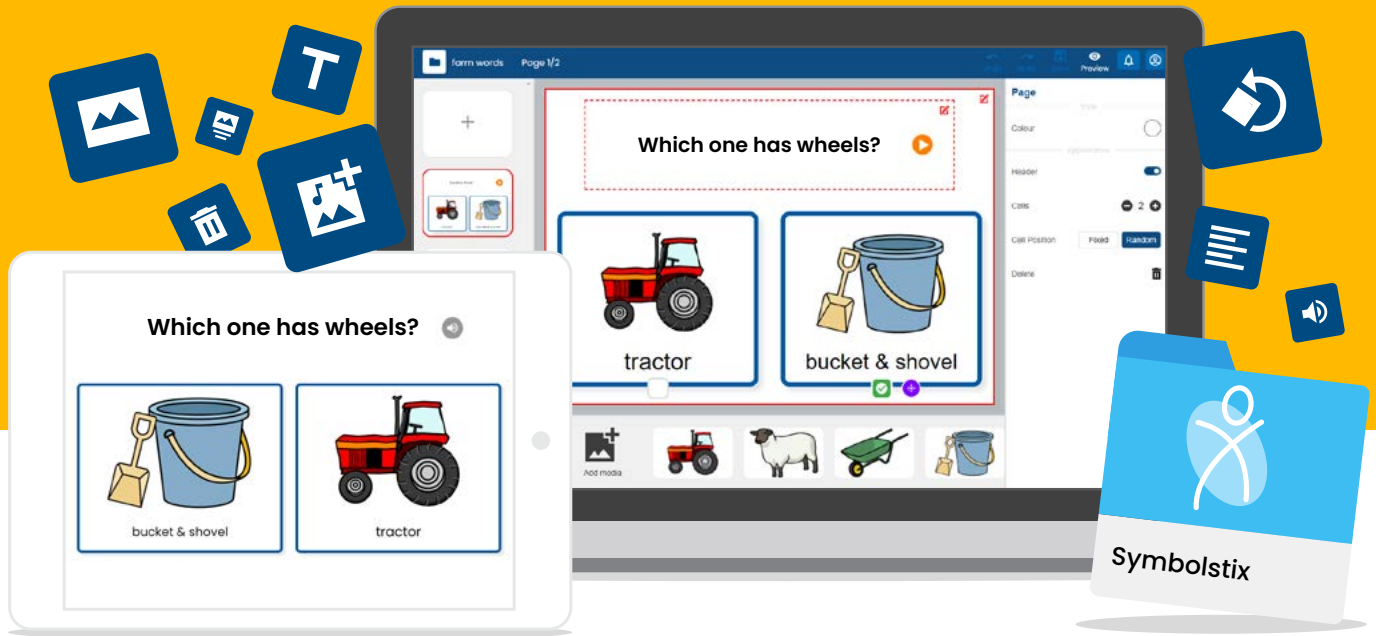 T
farm words Page 1/2
Preview
Page
Colour
Header
Cells 2
Cell Position Fixed Random
Delete
Which one has wheels?
tractor
bucket & shovel
Add media
Which one has wheels?
bucket & shovel
tractor
Symbolstix